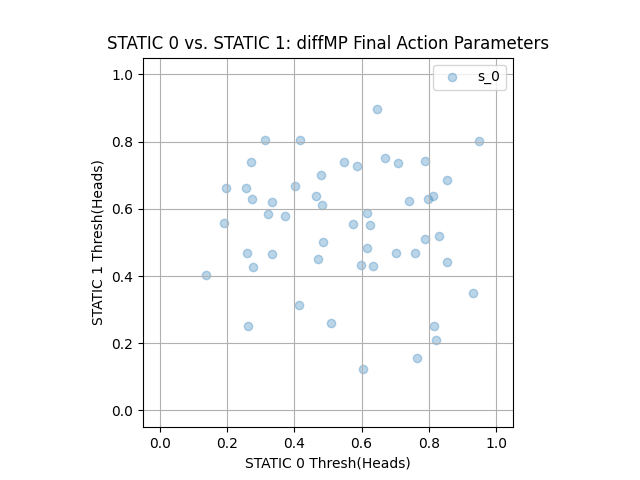 STATIC 0 vs. STATIC 1: diffMP Final Action Parameters
s_0
1.0
0.8
0.6
0.4
0.2
0.0
STATIC 1 Thresh(Heads)
0.0 0.2 0.4 0.6 0.8 1.0
STATIC 0 Thresh(Heads)